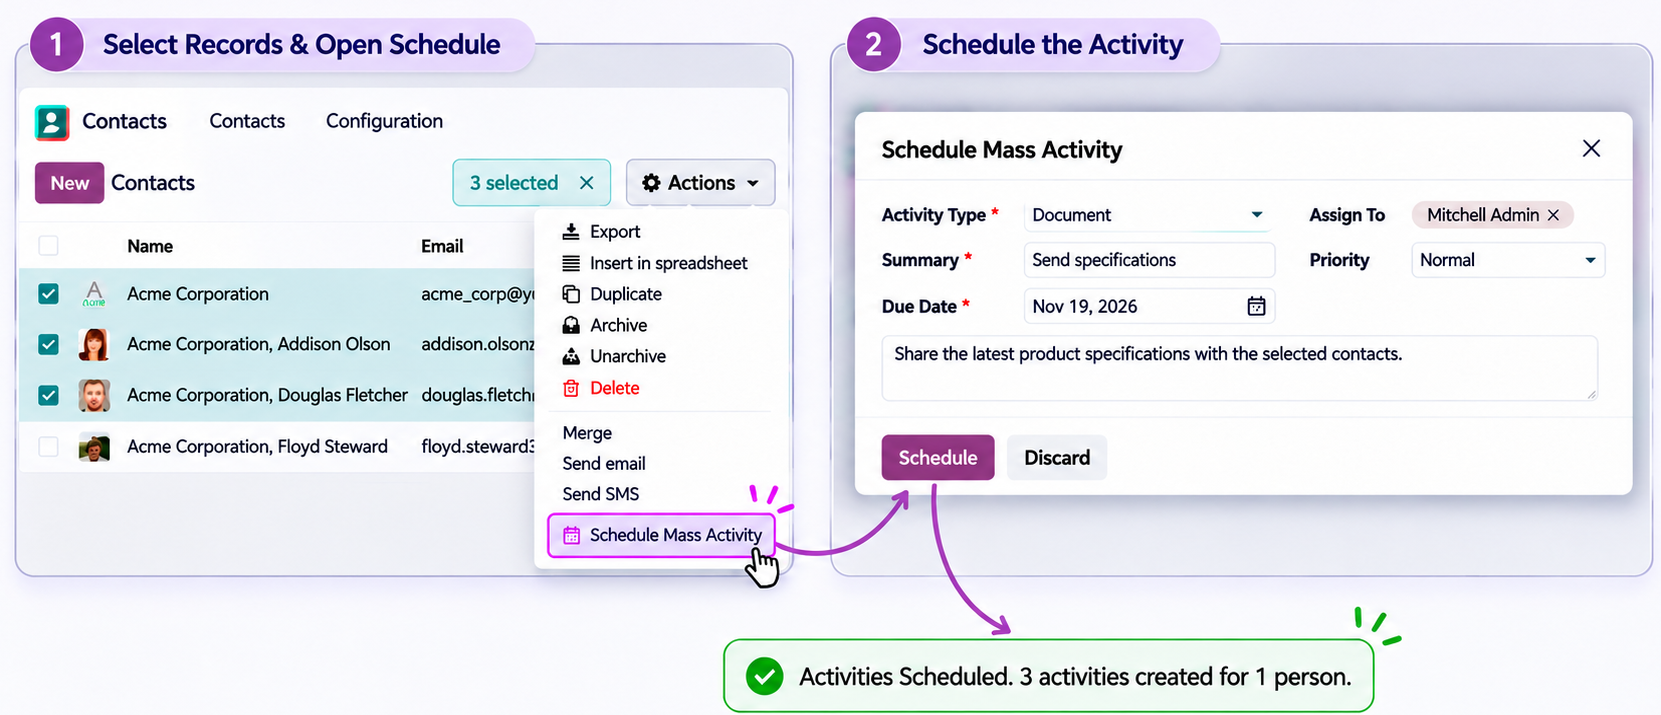 1 Select Records & Open Schedule
Contacts Contacts Configuration
New Contacts 3 selected Actions
Name Email
Acme Corporation
Acme Corporation, Addison Olson
Acme Corporation, Douglas Fletcher
Acme Corporation, Floyd Steward
Export
Insert in spreadsheet
Duplicate
Archive
Unarchive
Delete
Merge
Send email
Send SMS
Schedule Mass Activity
2 Schedule the Activity
Schedule Mass Activity
Activity Type * Document Assign To Mitchell Admin
Summary * Send specifications Priority Normal
Due Date * Nov 19, 2026
Share the latest product specifications with the selected contacts.
Schedule Discard
Activities Scheduled. 3 activities created for 1 person.